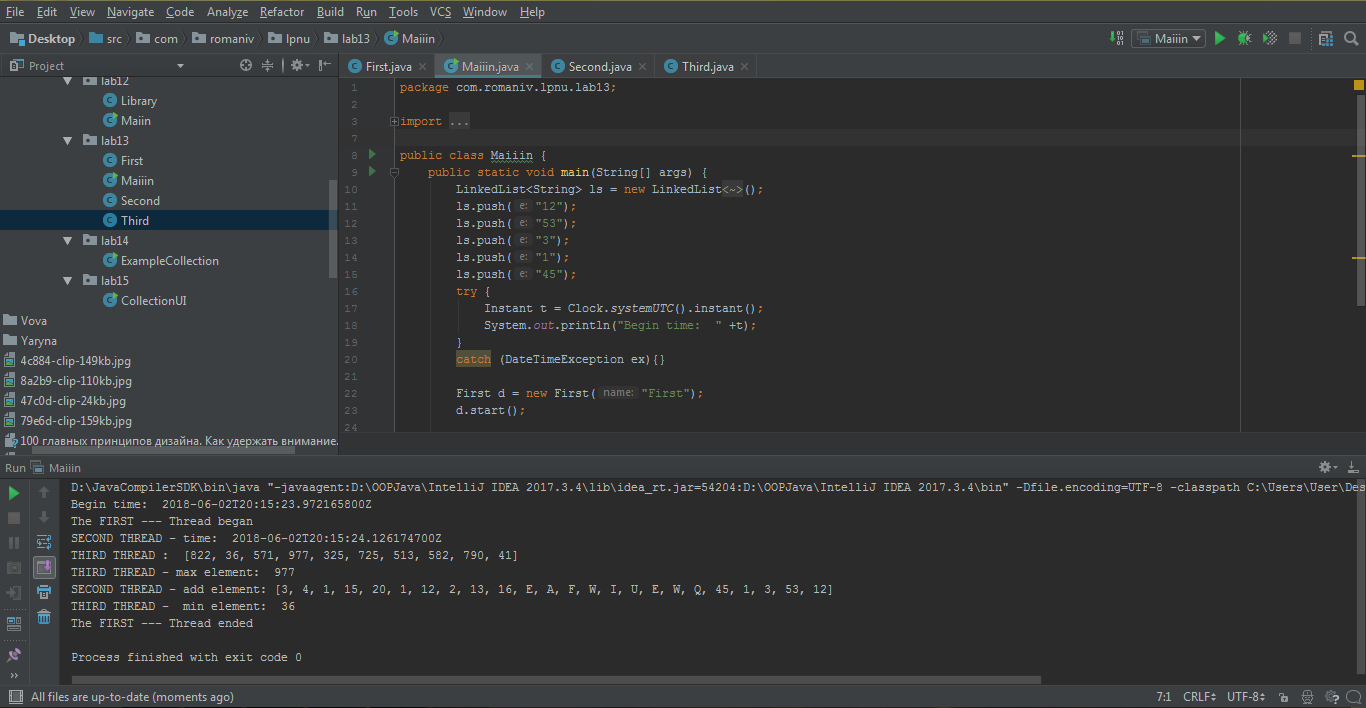 File Edit View Navigate Code Analyze Refactor Build Run Tools VCS Window Help
Desktop src com romaniv lpnu lab13 Maiiin
Maiiin
Project
First.java Maiiin.java Second.java Third.java
lab12
Library
Maiin
lab13
First
Maiiin
Second
Third
lab14
ExampleCollection
lab15
CollectionUI
Vova
Yaryna
4c884-clip-149kb.jpg
8a2b9-clip-110kb.jpg
47c0d-clip-24kb.jpg
79e6d-clip-159kb.jpg
100 главных принципов дизайна. Как удержать внимание.
1 package com.romaniv.lpnu.lab13;
2
3 import ...
7
8 public class Maiiin {
9 public static void main(String[] args) {
10 LinkedList<String> ls = new LinkedList<~>();
11 ls.push( e: "12");
12 ls.push( e: "53");
13 ls.push( e: "3");
14 ls.push( e: "1");
15 ls.push( e: "45");
16 try {
17 Instant t = Clock.systemUTC().instant();
18 System.out.println("Begin time:  " +t);
19 }
20 catch (DateTimeException ex){}
21
22 First d = new First( name: "First");
23 d.start();
24
Run Maiiin
D:\JavaCompilerSDK\bin\java "-javaagent:D:\OOPJava\IntelliJ IDEA 2017.3.4\lib\idea_rt.jar=54204:D:\OOPJava\IntelliJ IDEA 2017.3.4\bin" -Dfile.encoding=UTF-8 -classpath C:\Users\User\Des
Begin time:  2018-06-02T20:15:23.972165800Z
The FIRST --- Thread began
SECOND THREAD - time:  2018-06-02T20:15:24.126174700Z
THIRD THREAD :  [822, 36, 571, 977, 325, 725, 513, 582, 790, 41]
THIRD THREAD - max element:  977
SECOND THREAD - add element: [3, 4, 1, 15, 20, 1, 12, 2, 13, 16, E, A, F, W, I, U, E, W, Q, 45, 1, 3, 53, 12]
THIRD THREAD -  min element:  36
The FIRST --- Thread ended
Process finished with exit code 0
All files are up-to-date (moments ago)
7:1 CRLF UTF-8